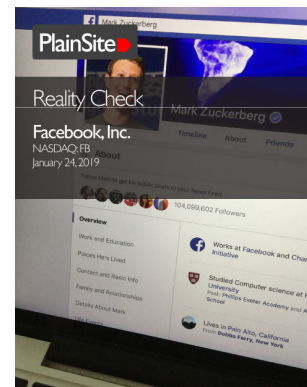 Mark Zuckerberg
PlainSite
Reality Check
Mark Zuckerberg
Facebook, Inc.
NASDAQ:FB
January 24, 2019
Timeline
About
Friends
About
104,099,602 Followers
Overview
Work and Education
Places He's Lived
Contact and Basic Info
Family and Relationships
Details About Mark
Life Events
Works at Facebook and Chan
Initiative
Studied Computer science at
University
Past: Phillips Exeter Academy and
School
Lives in Palo Alto, California
From Dobbs Ferry, New York